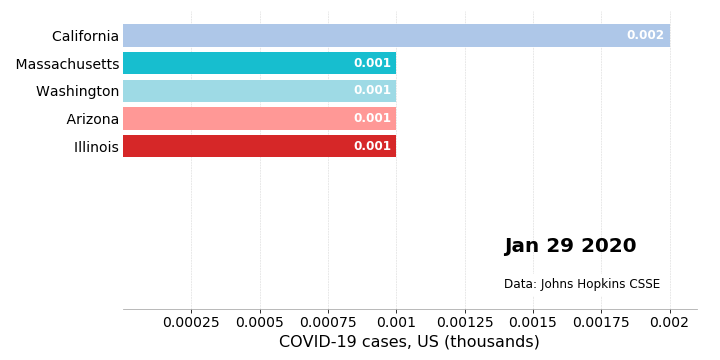 California 0.002
Massachusetts 0.001
Washington 0.001
Arizona 0.001
Illinois 0.001
Jan 29 2020
Data: Johns Hopkins CSSE
0.00025 0.0005 0.00075 0.001 0.00125 0.0015 0.00175 0.002
COVID-19 cases, US (thousands)